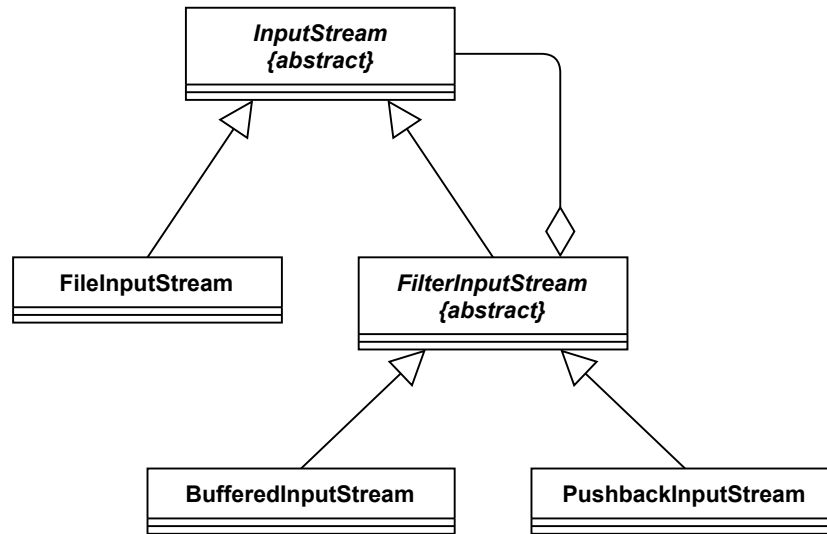 InputStream
{abstract}
FileInputStream
FilterInputStream
{abstract}
BufferedInputStream
PushbackInputStream